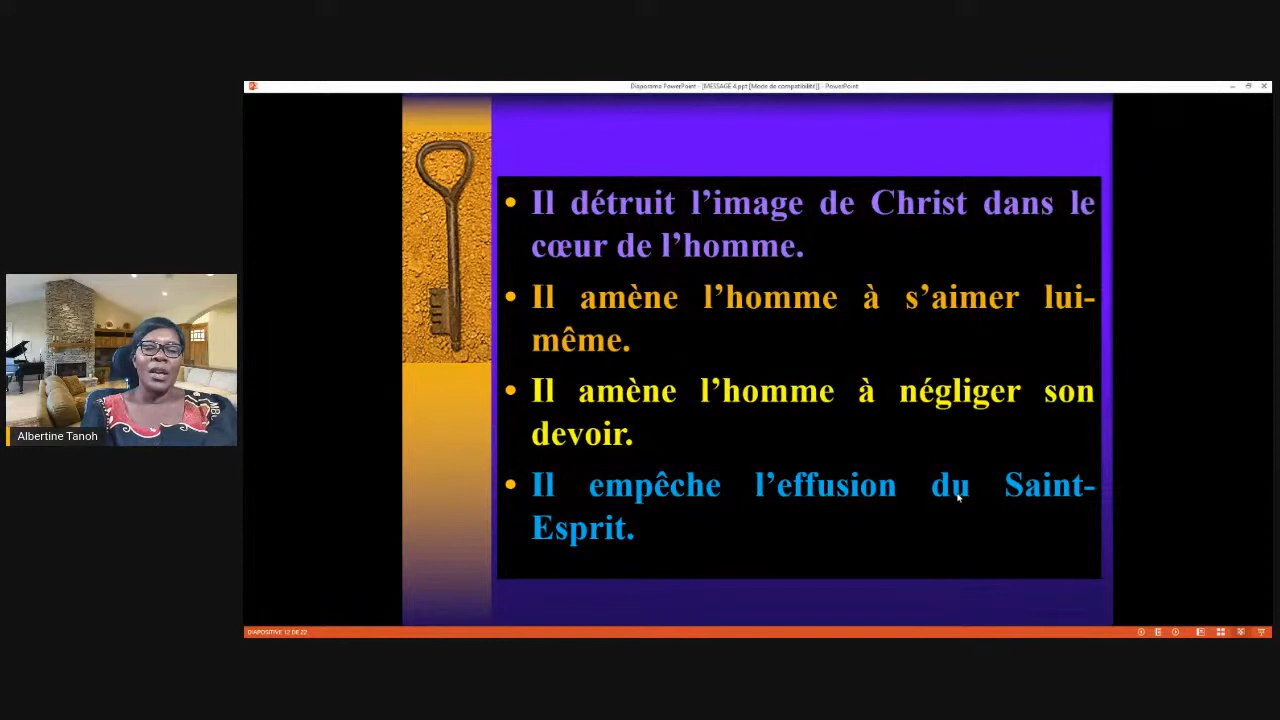 Diaporama PowerPoint - [MESSAGE 4.ppt [Mode de compatibilité]] - PowerPoint
• Il détruit l’image de Christ dans le
cœur de l’homme.
• Il amène l’homme à s’aimer lui-
même.
• Il amène l’homme à négliger son
devoir.
• Il empêche l’effusion du Saint-
Esprit.
Albertine Tanoh
DIAPOSITIVE 12 DE 22